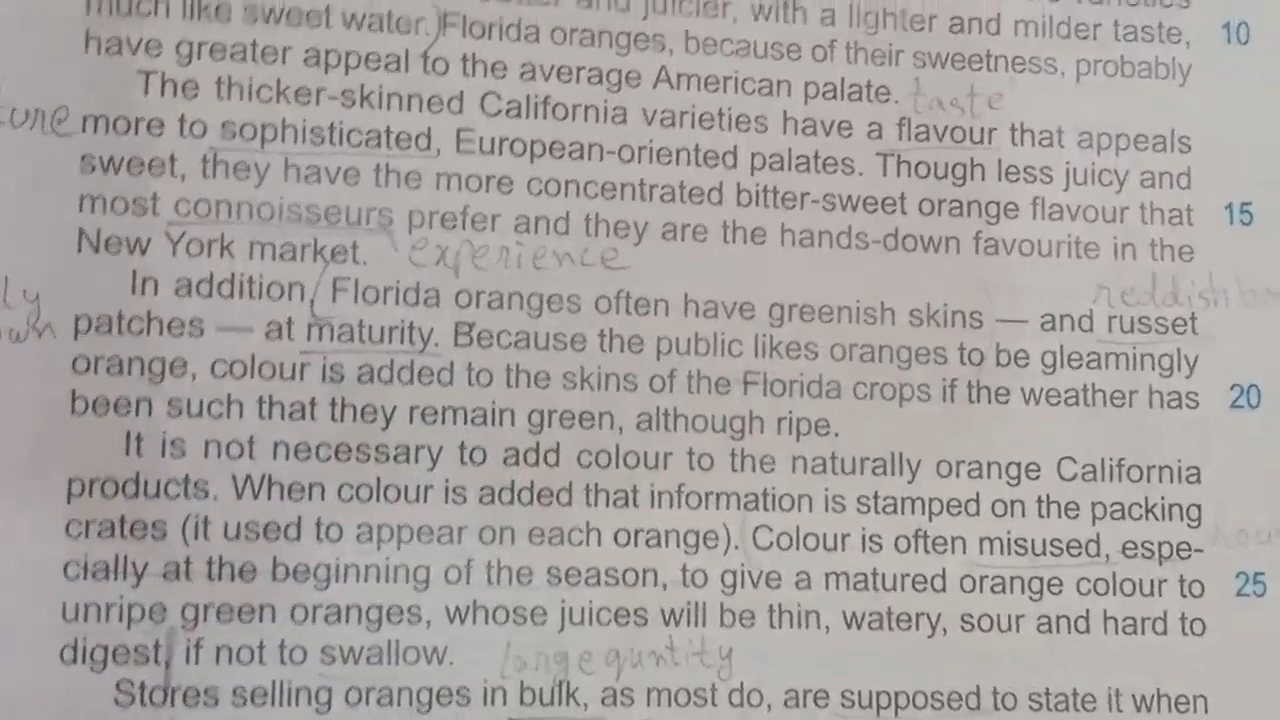 much like sweet water. Florida oranges, because of their sweetness, probably
juicier, with a lighter and milder taste, 10
have greater appeal to the average American palate. taste
The thicker-skinned California varieties have a flavour that appeals
more to sophisticated, European-oriented palates. Though less juicy and
sweet, they have the more concentrated bitter-sweet orange flavour that 15
most connoisseurs prefer and they are the hands-down favourite in the
New York market. experience
In addition, Florida oranges often have greenish skins — and russet
reddish
patches — at maturity. Because the public likes oranges to be gleamingly
orange, colour is added to the skins of the Florida crops if the weather has 20
been such that they remain green, although ripe.
It is not necessary to add colour to the naturally orange California
products. When colour is added that information is stamped on the packing
crates (it used to appear on each orange). Colour is often misused, espe-
cially at the beginning of the season, to give a matured orange colour to 25
unripe green oranges, whose juices will be thin, watery, sour and hard to
digest, if not to swallow. large quntity
Stores selling oranges in bulk, as most do, are supposed to state it when